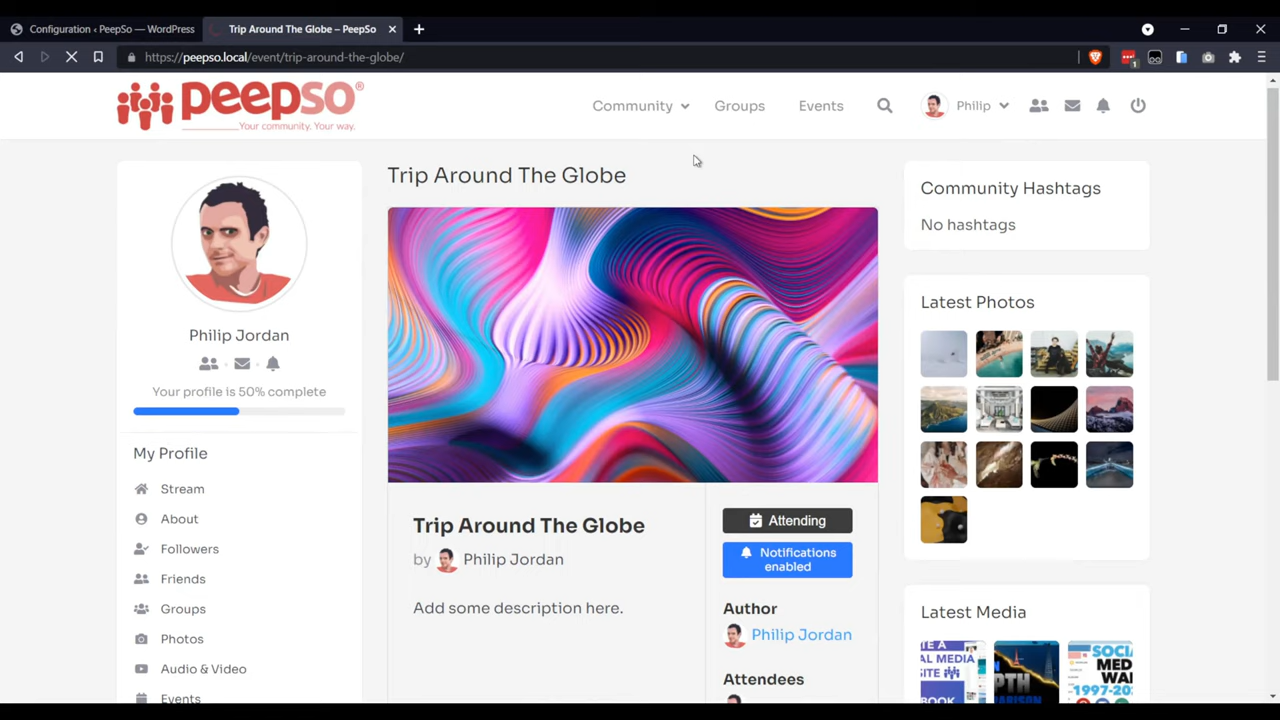 Configuration ‹ PeepSo — WordPress
Trip Around The Globe – PeepSo
https://peepso.local/event/trip-around-the-globe/
1
peepso®
Your community. Your way.
Community
Groups
Events
Philip
Philip Jordan
Your profile is 50% complete
My Profile
Stream
About
Followers
Friends
Groups
Photos
Audio & Video
Events
Trip Around The Globe
Trip Around The Globe
by Philip Jordan
Add some description here.
Attending
Notifications
enabled
Author
Philip Jordan
Attendees
Community Hashtags
No hashtags
Latest Photos
Latest Media